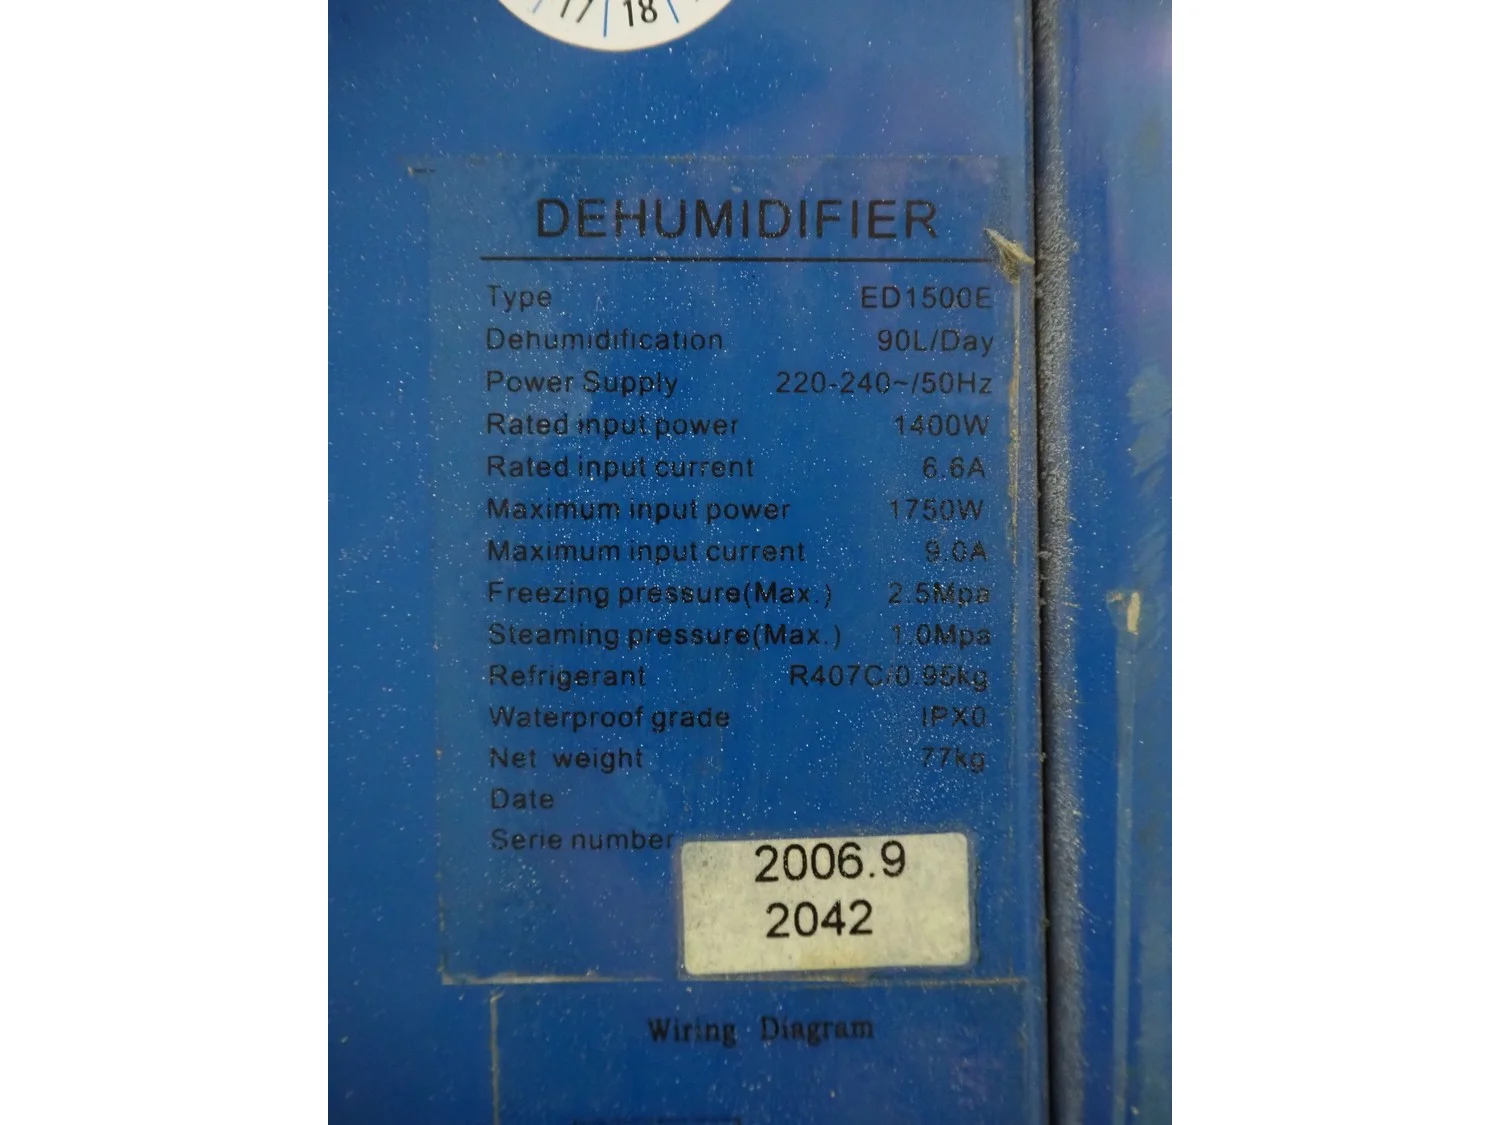 17 18
DEHUMIDIFIER
Type ED1500E
Dehumidification 90L/Day
Power Supply 220-240~/50Hz
Rated input power 1400W
Rated input current 6.6A
Maximum input power 1750W
Maximum input current 9.0A
Freezing pressure(Max.) 2.5Mpa
Steaming pressure(Max.) 1.0Mpa
Refrigerant R407C/0.95kg
Waterproof grade IPX0
Net weight 77kg
Date
Serie number
2006.9
2042
Wiring Diagram